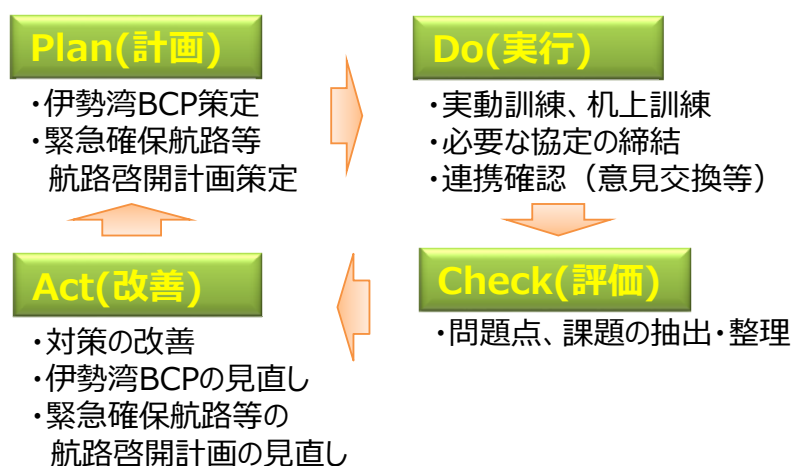 Plan(計画)
・伊勢湾BCP策定
・緊急確保航路等
航路啓開計画策定
Do(実行)
・実動訓練、机上訓練
・必要な協定の締結
・連携確認（意見交換等）
Check(評価)
・問題点、課題の抽出・整理
Act(改善)
・対策の改善
・伊勢湾BCPの見直し
・緊急確保航路等の
航路啓開計画の見直し